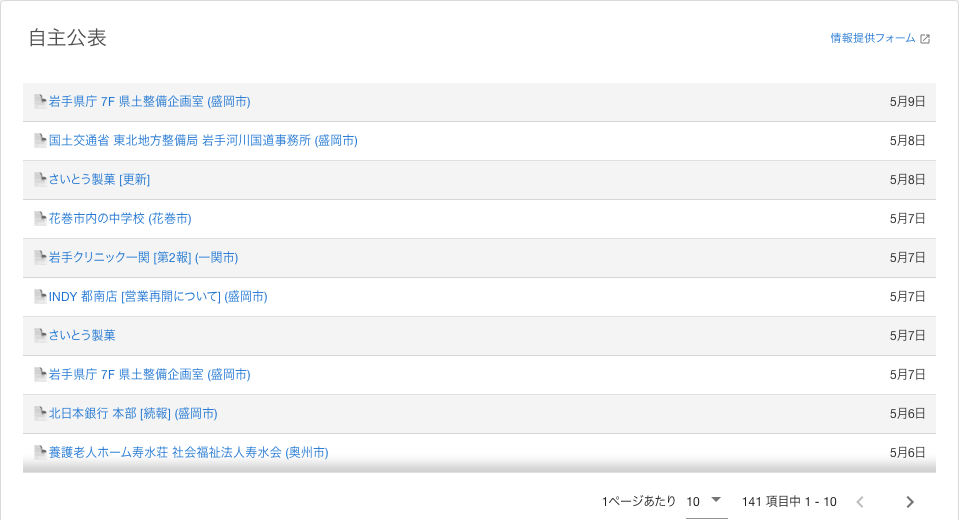 自主公表
情報提供フォーム
岩手県庁 7F 県土整備企画室 (盛岡市) 5月9日
国土交通省 東北地方整備局 岩手河川国道事務所 (盛岡市) 5月8日
さいとう製菓 [更新] 5月8日
花巻市内の中学校 (花巻市) 5月7日
岩手クリニック一関 [第2報] (一関市) 5月7日
INDY 都南店 [営業再開について] (盛岡市) 5月7日
さいとう製菓 5月7日
岩手県庁 7F 県土整備企画室 (盛岡市) 5月7日
北日本銀行 本部 [続報] (盛岡市) 5月6日
養護老人ホーム寿水荘 社会福祉法人寿水会 (奥州市) 5月6日
1ページあたり 10 141 項目中 1 - 10